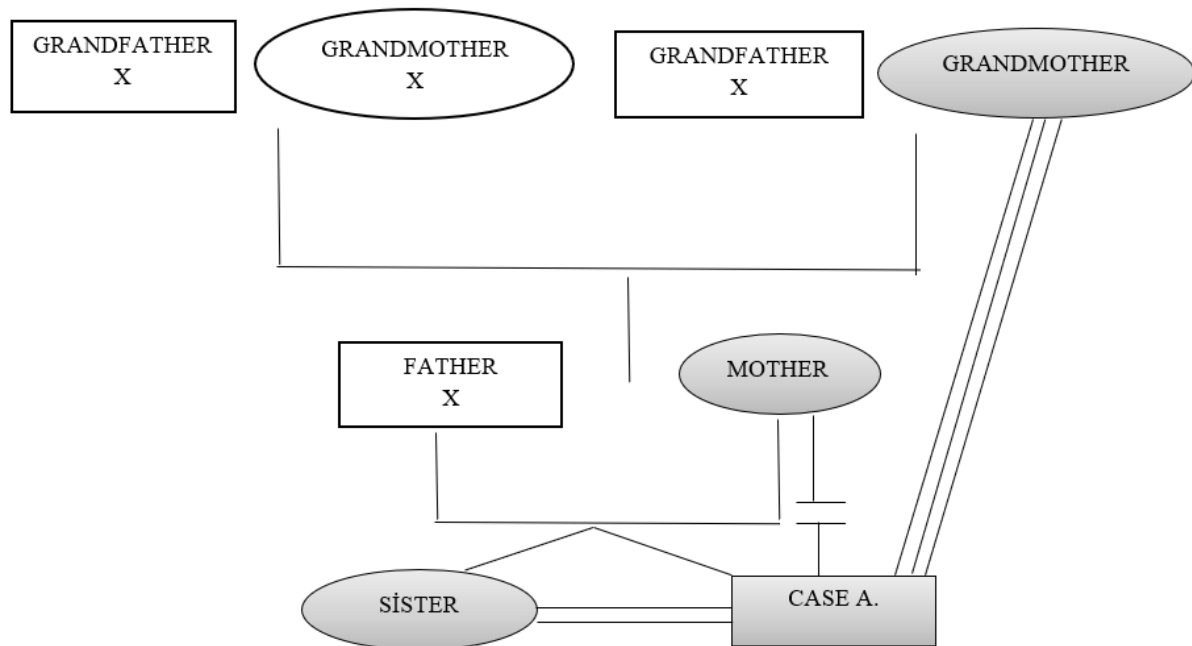 GRANDFATHER
X
GRANDMOTHER
X
GRANDFATHER
X
GRANDMOTHER
FATHER
X
MOTHER
SİSTER
CASE A.